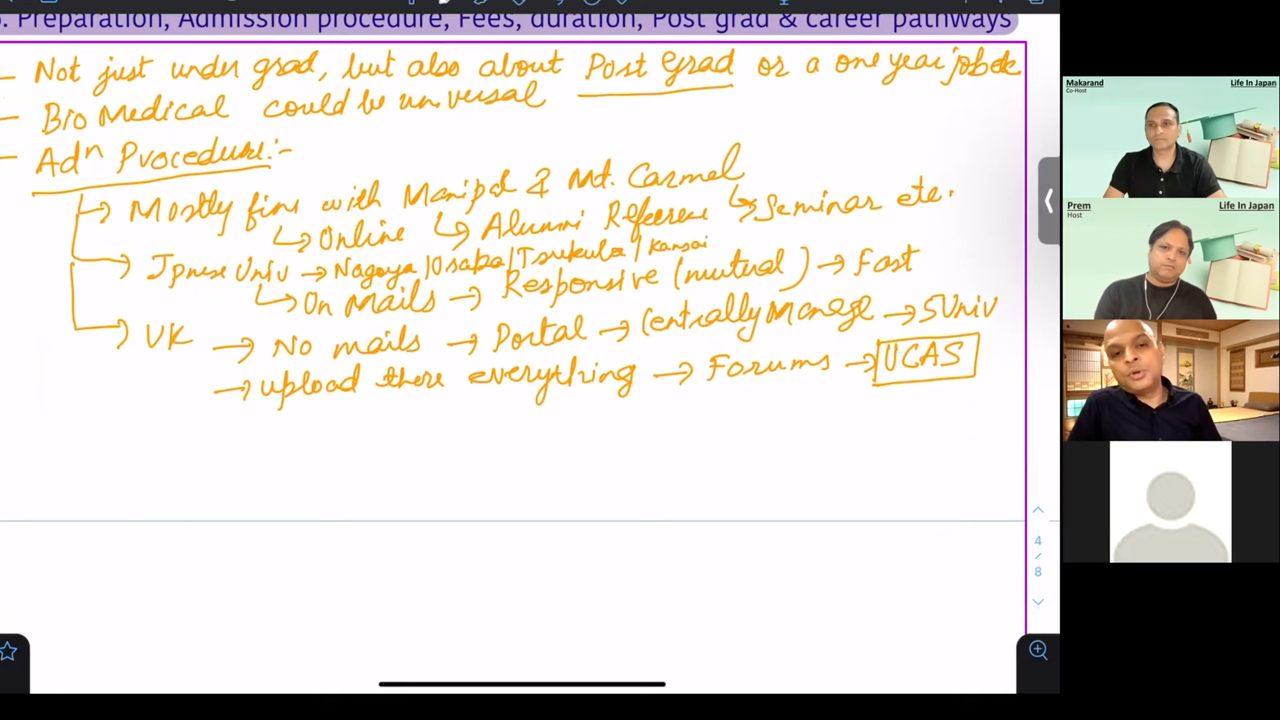 Preparation, Admission procedure, Fees, duration, Post grad & career pathways
- Not just under grad, but also about Post Grad or a one year job etc
- Bio Medical could be universal
- Adn Procedure:-
→ Mostly fine with Manipal & Mt. Carmel
↳ Online ↳ Alumni Referense ↳ Seminar etc.
→ Jpnese Univ → Nagoya/Osaka/Tsukuba/Kansai
↳ On Mails → Responsive (mutual) → Fast
→ UK → No mails → Portal → Centrally Manage → 5 Univ
→ upload there everything → Forums → UCAS
4
/
8
Makarand
Co-Host
Life In Japan
Prem
Host
Life In Japan